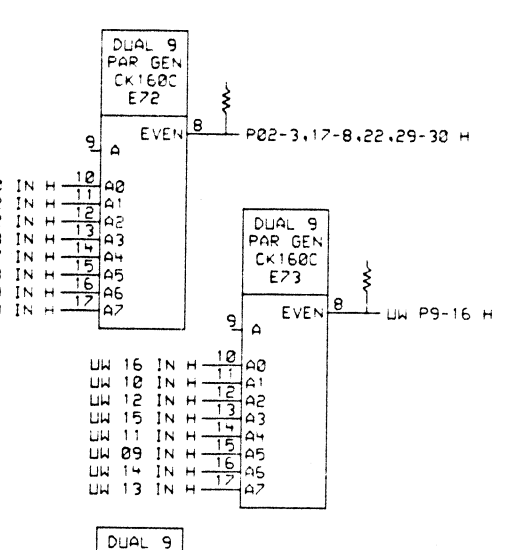 DUAL 9
PAR GEN
CK160C
E72
EVEN 8 P02-3,17-8,22,29-30 H
9 A
IN H 10 A0
IN H 11 A1
IN H 12 A2
IN H 13 A3
IN H 14 A4
IN H 15 A5
IN H 16 A6
IN H 17 A7
DUAL 9
PAR GEN
CK160C
E73
EVEN 8 UW P9-16 H
9 A
UW 16 IN H 10 A0
UW 10 IN H 11 A1
UW 12 IN H 12 A2
UW 15 IN H 13 A3
UW 11 IN H 14 A4
UW 09 IN H 15 A5
UW 14 IN H 16 A6
UW 13 IN H 17 A7
DUAL 9